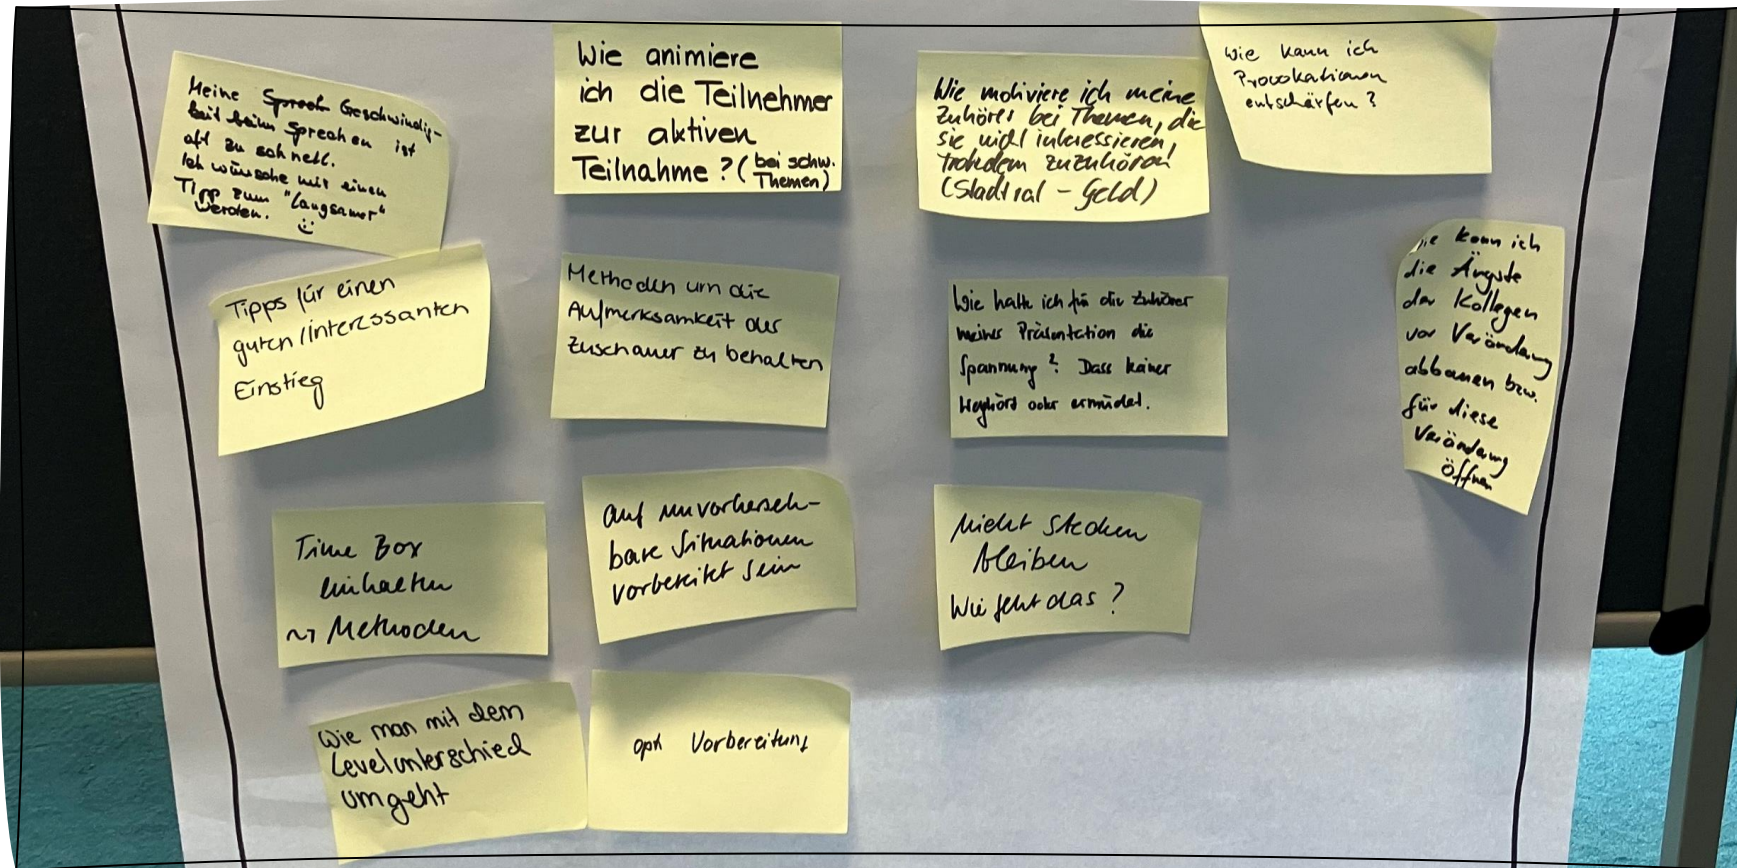 Meine Geschwindig-
keit beim Sprechen ist
oft zu schnell.
Ich wünsche mir einen
Tipp zum "langsamer"
werden.
Wie animiere
ich die Teilnehmer
zur aktiven
Teilnahme? (bei schw.
Themen)
Wie motiviere ich meine
Zuhörer bei Themen, die
sie nicht interessieren,
trotzdem zuzuhören?
(Stadtrat - Geld)
Wie kann ich
Provokationen
entschärfen?
Tipps für einen
guten/interessanten
Einstieg
Methoden um die
Aufmerksamkeit der
Zuschauer zu behalten
Wie halte ich für die Zuhörer
meiner Präsentation die
Spannung? Dass keiner
weghört oder ermüdet.
kann ich
die Ängste
der Kollegen
vor Veränderung
abbauen bzw.
für diese
Veränderung
öffnen
Time Box
einhalten
~> Methoden
auf unvorherseh-
bare Situationen
vorbereitet sein
Nicht stecken
bleiben
Wie geht das?
Wie man mit dem
Levelunterschied
umgeht
opt Vorbereitung